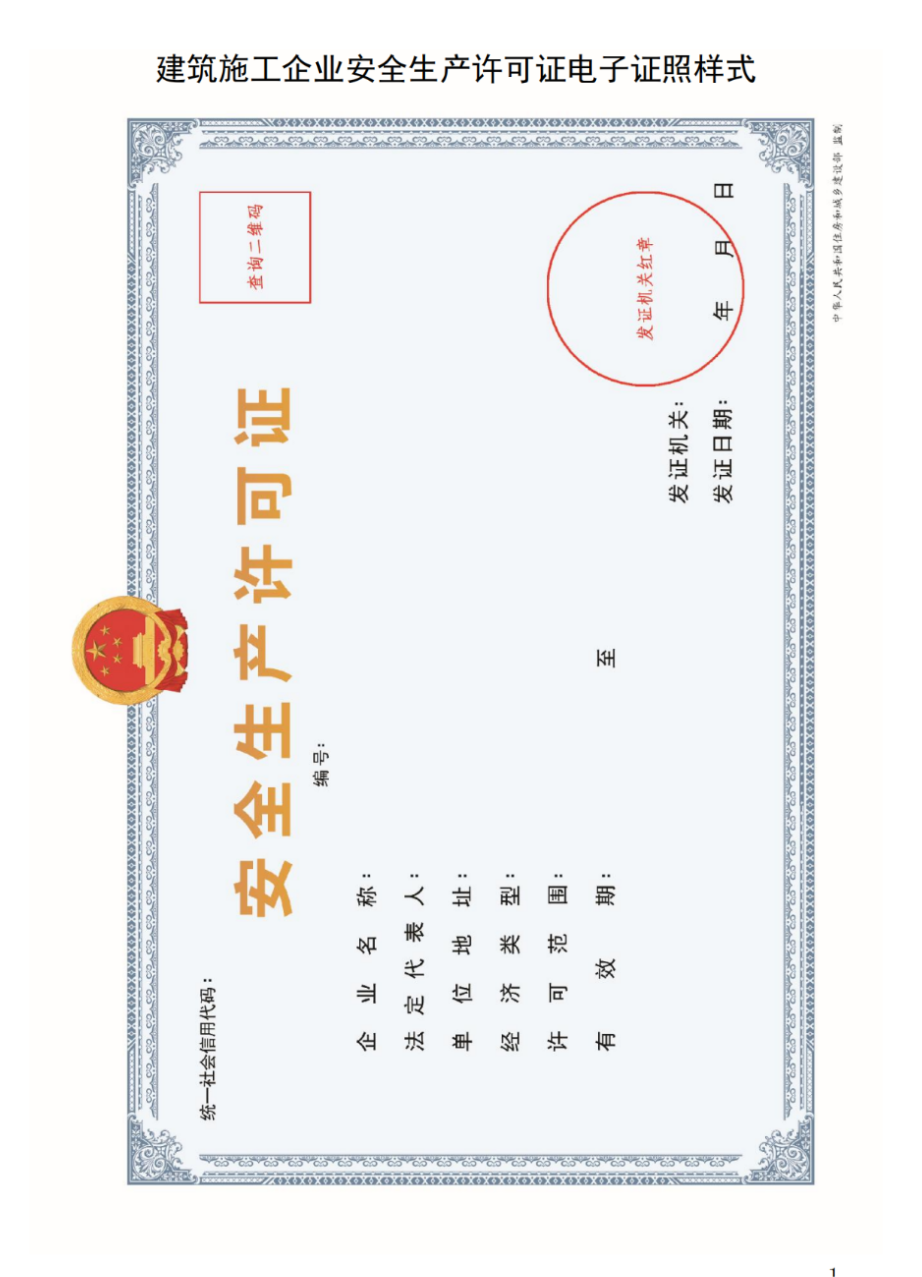 建筑施工企业安全生产许可证电子证照样式
统一社会信用代码：
查询二维码
安全生产许可证
编号：
企业名称：
法定代表人：
单位地址：
经济类型：
许可范围：
有效期： 至
发证机关红章
发证机关：
发证日期： 年 月 日
中华人民共和国住房和城乡建设部 监制
1